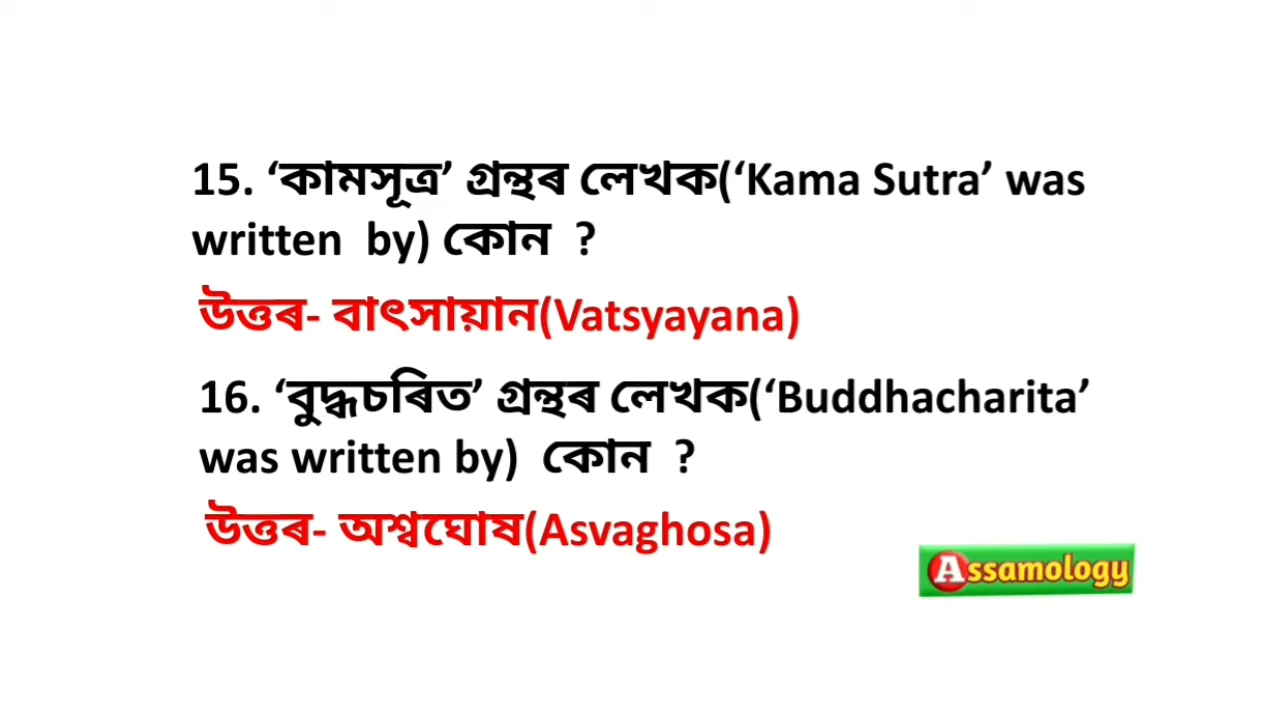 15. ‘কামসূত্ৰ’ গ্ৰন্থৰ লেখক(‘Kama Sutra’ was
written by) কোন ?
উত্তৰ- বাৎসায়ান(Vatsyayana)
16. ‘বুদ্ধচৰিত’ গ্ৰন্থৰ লেখক(‘Buddhacharita’
was written by) কোন ?
উত্তৰ- অশ্বঘোষ(Asvaghosa)
Assamology